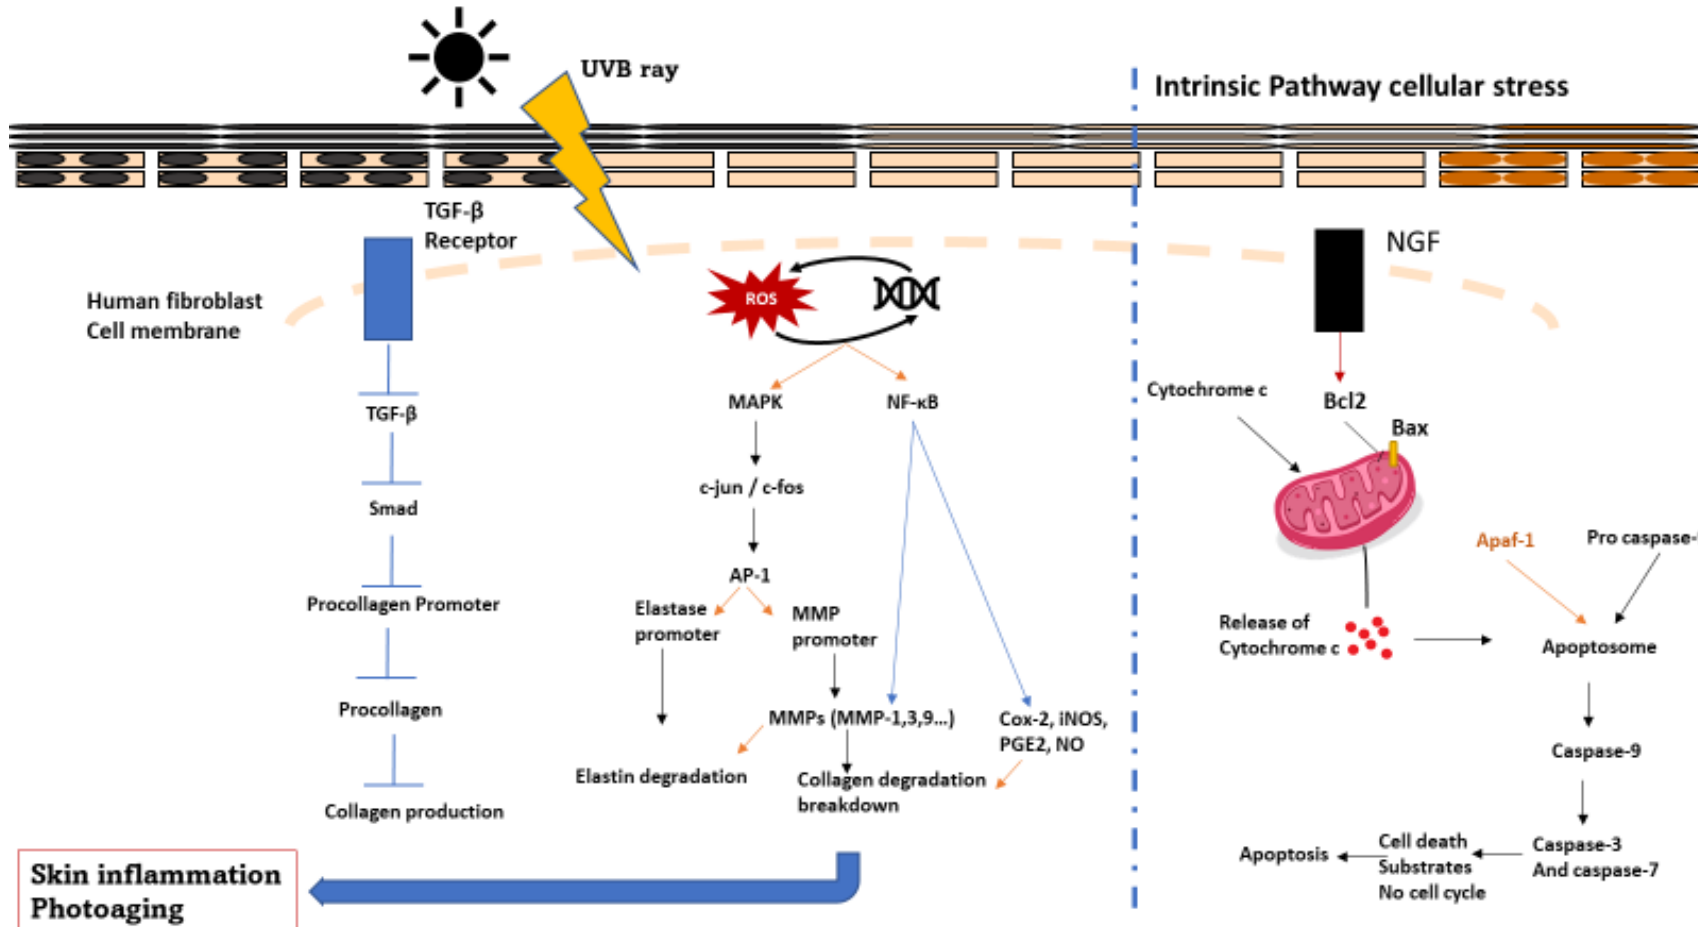 UVB ray
Intrinsic Pathway cellular stress
TGF-β
Receptor
NGF
Human fibroblast
Cell membrane
ROS
Cytochrome c
MAPK
NF-κB
Bcl2
TGF-β
Bax
c-jun / c-fos
Smad
Apaf-1
Pro caspase-
AP-1
Procollagen Promoter
Elastase
promoter
MMP
promoter
Release of
Cytochrome c
Apoptosome
Procollagen
MMPs (MMP-1,3,9...)
Cox-2, iNOS,
PGE2, NO
Caspase-9
Elastin degradation
Collagen degradation
breakdown
Collagen production
Apoptosis
Cell death
Substrates
No cell cycle
Caspase-3
And caspase-7
Skin inflammation
Photoaging